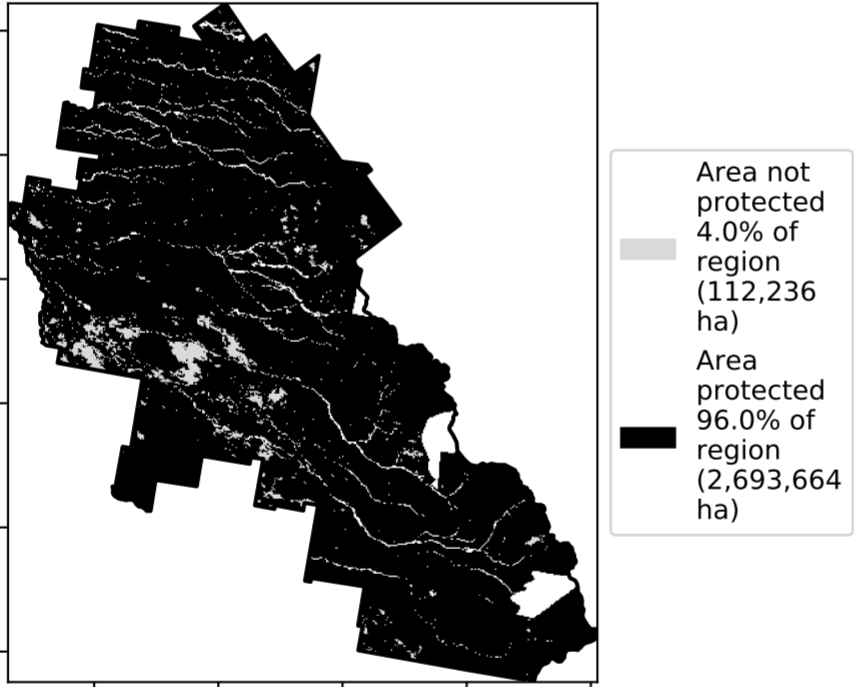 Area not
protected
4.0% of
region
(112,236
ha)
Area
protected
96.0% of
region
(2,693,664
ha)